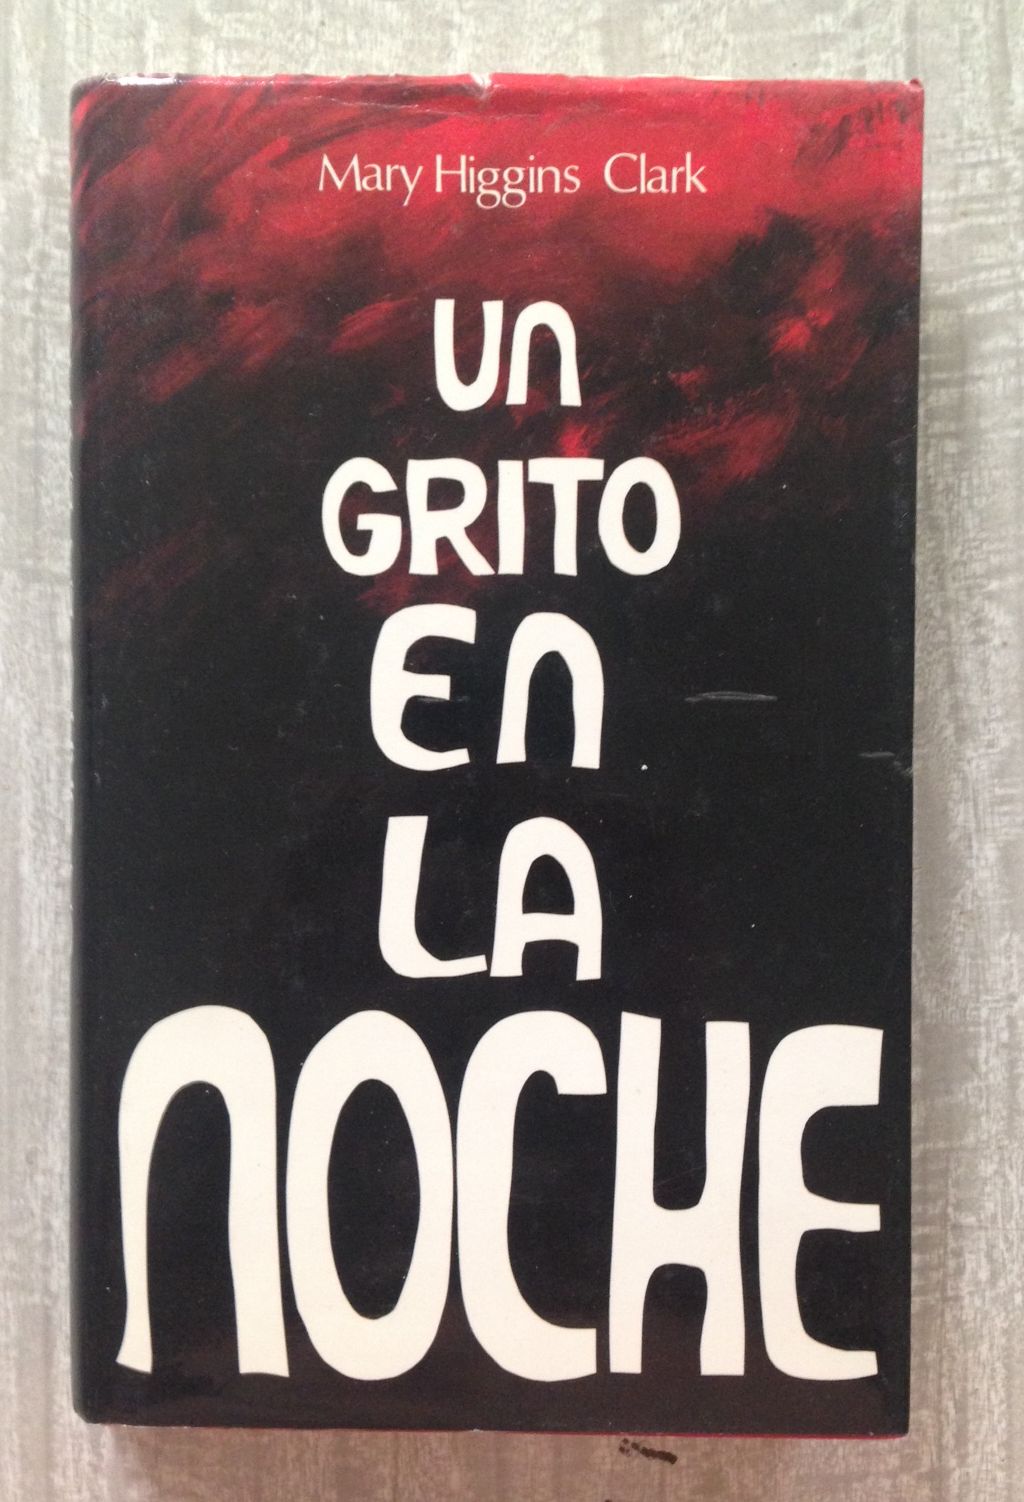 Mary Higgins Clark
UN
GRITO
EN
LA
NOCHE